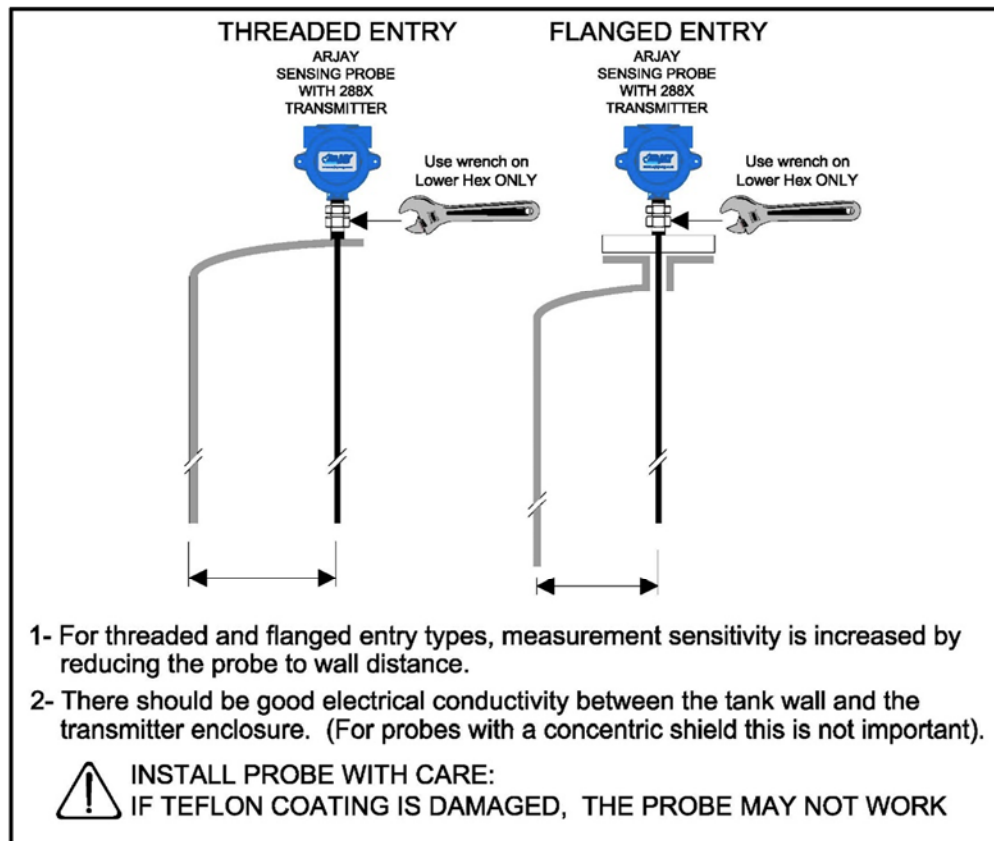 THREADED ENTRY
ARJAY
SENSING PROBE
WITH 288X
TRANSMITTER
Use wrench on
Lower Hex ONLY
FLANGED ENTRY
ARJAY
SENSING PROBE
WITH 288X
TRANSMITTER
Use wrench on
Lower Hex ONLY
1- For threaded and flanged entry types, measurement sensitivity is increased by
reducing the probe to wall distance.
2- There should be good electrical conductivity between the tank wall and the
transmitter enclosure. (For probes with a concentric shield this is not important).
INSTALL PROBE WITH CARE:
IF TEFLON COATING IS DAMAGED, THE PROBE MAY NOT WORK